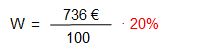 W = 736 € / 100 · 20%